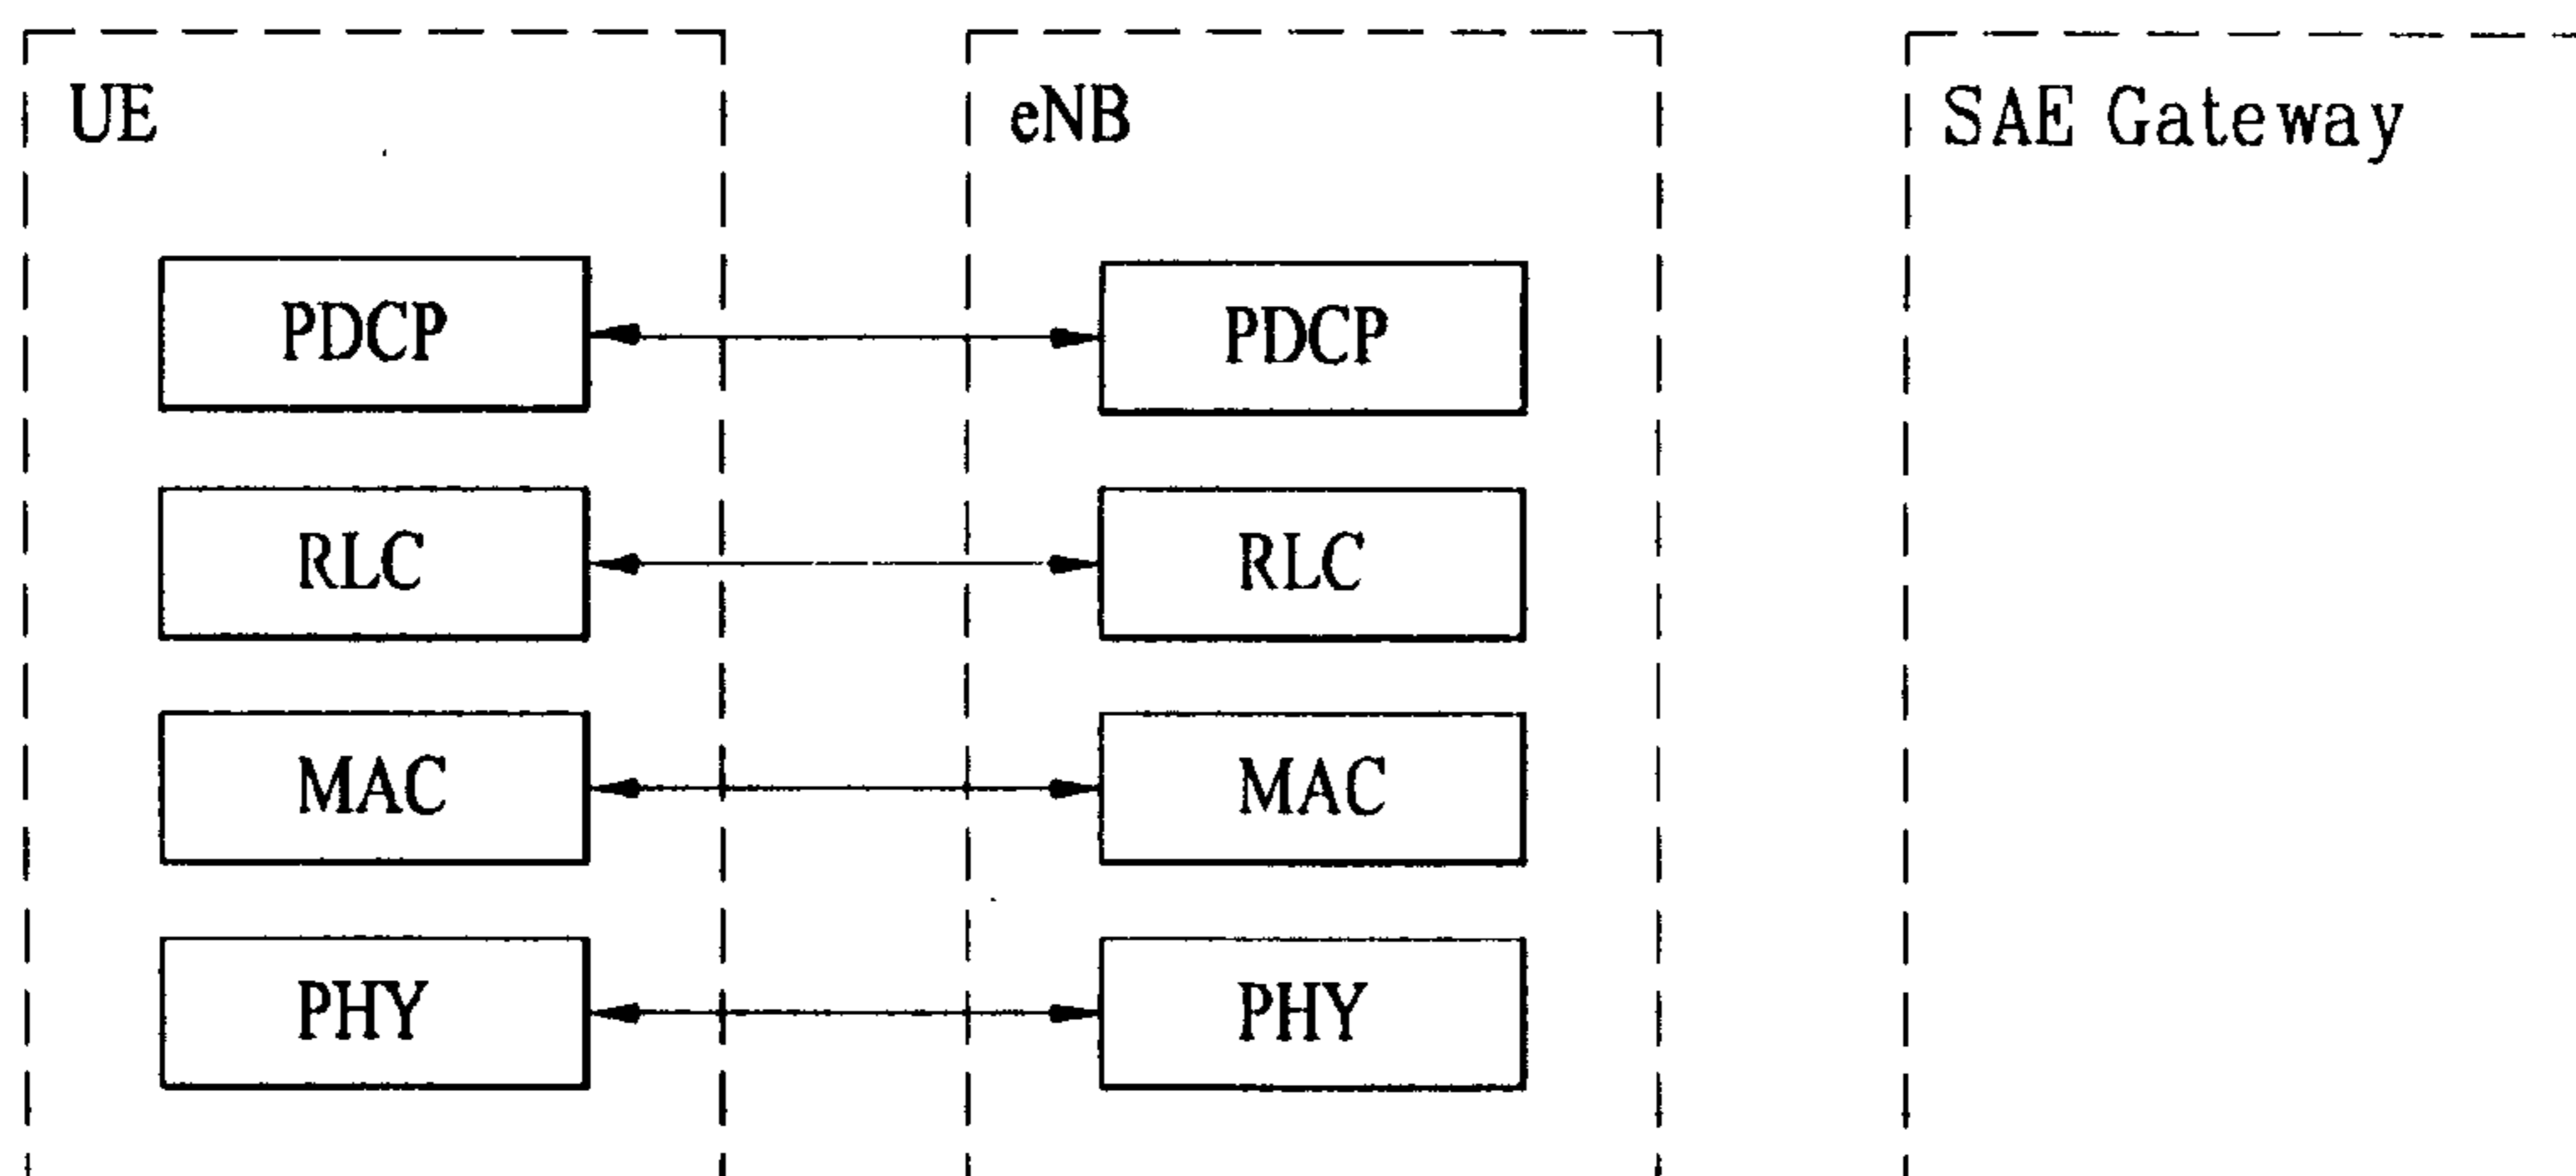 UE eNB SAE Gateway
PDCP PDCP
RLC RLC
MAC MAC
PHY PHY